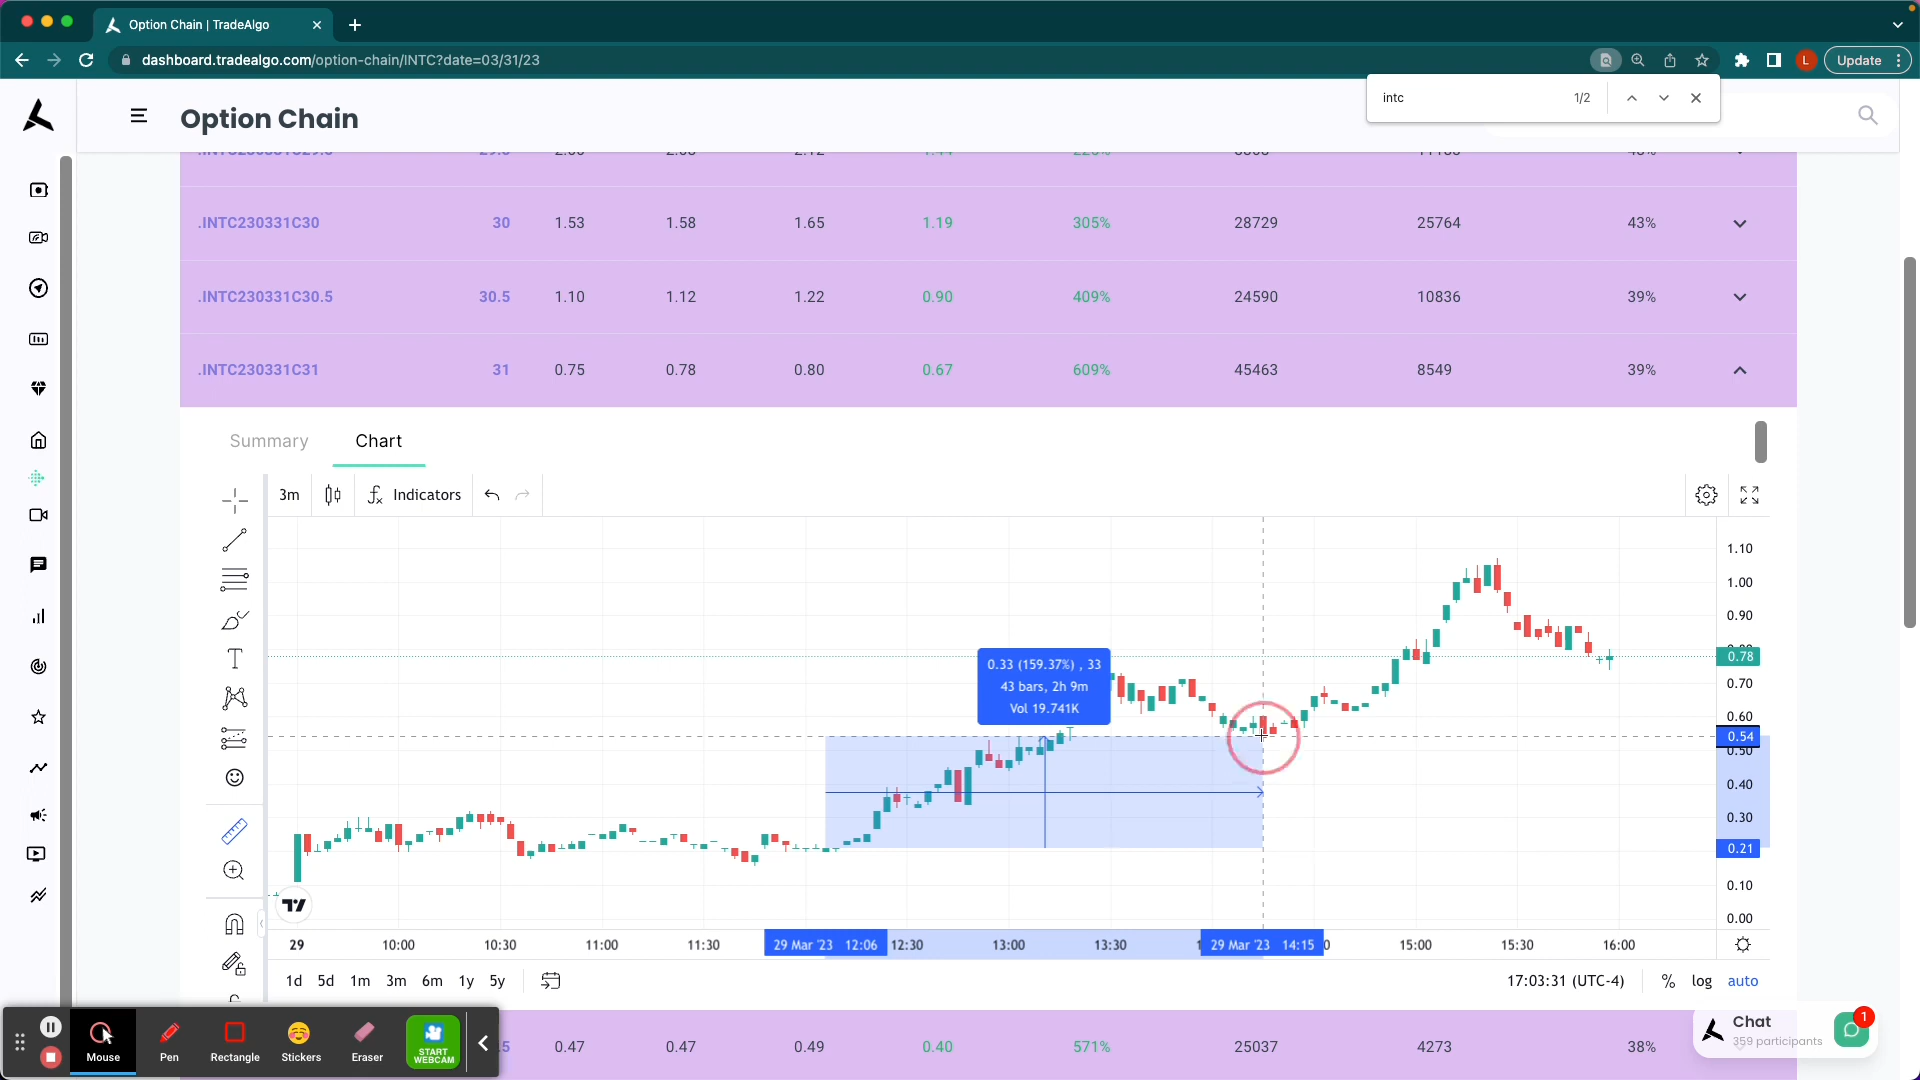 Option Chain | TradeAlgo
dashboard.tradealgo.com/option-chain/INTC?date=03/31/23
L
Update
intc 1/2
Option Chain
.INTC230331C30 30 1.53 1.58 1.65 1.19 305% 28729 25764 43%
.INTC230331C30.5 30.5 1.10 1.12 1.22 0.90 409% 24590 10836 39%
.INTC230331C31 31 0.75 0.78 0.80 0.67 609% 45463 8549 39%
Summary Chart
3m Indicators
1.10
1.00
0.90
0.78
0.70
0.60
0.54
0.50
0.40
0.30
0.21
0.10
0.00
0.33 (159.37%) , 33
43 bars, 2h 9m
Vol 19.741K
29 10:00 10:30 11:00 11:30 29 Mar '23 12:06 12:30 13:00 13:30 29 Mar '23 14:15 15:00 15:30 16:00
1d 5d 1m 3m 6m 1y 5y 17:03:31 (UTC-4) % log auto
Mouse Pen Rectangle Stickers Eraser START WEBCAM
.5 0.47 0.47 0.49 0.40 571% 25037 4273 38%
Chat
359 participants
1